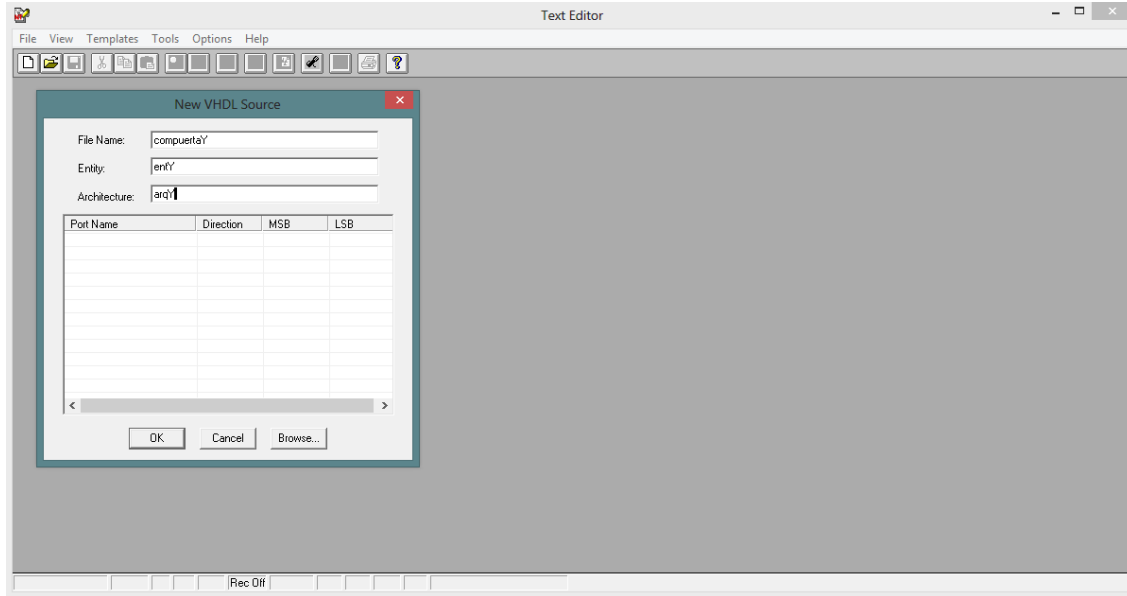 Text Editor
File View Templates Tools Options Help
New VHDL Source
File Name: compuertaY
Entity: entY
Architecture: arqY
Port Name Direction MSB LSB
OK Cancel Browse...
Rec Off